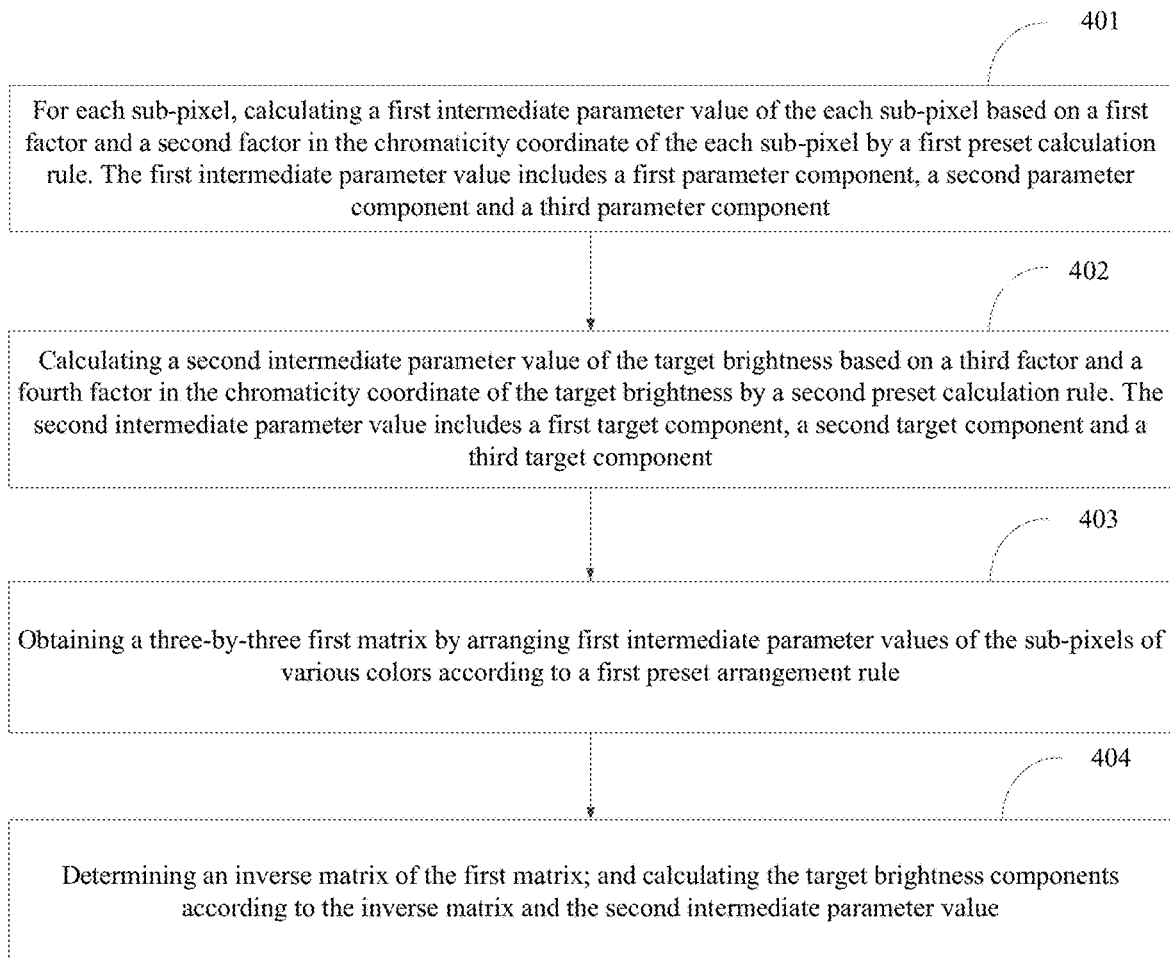 401
For each sub-pixel, calculating a first intermediate parameter value of the each sub-pixel based on a first
factor and a second factor in the chromaticity coordinate of the each sub-pixel by a first preset calculation
rule. The first intermediate parameter value includes a first parameter component, a second parameter
component and a third parameter component
402
Calculating a second intermediate parameter value of the target brightness based on a third factor and a
fourth factor in the chromaticity coordinate of the target brightness by a second preset calculation rule. The
second intermediate parameter value includes a first target component, a second target component and a
third target component
403
Obtaining a three-by-three first matrix by arranging first intermediate parameter values of the sub-pixels of
various colors according to a first preset arrangement rule
404
Determining an inverse matrix of the first matrix; and calculating the target brightness components
according to the inverse matrix and the second intermediate parameter value